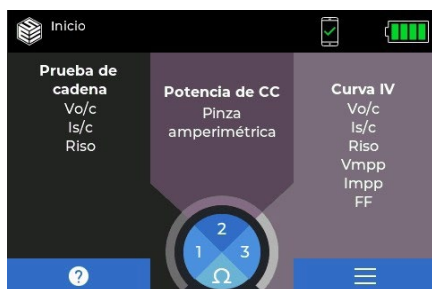 Inicio
Prueba de
cadena
Vo/c
Is/c
Riso
Potencia de CC
Pinza
amperimétrica
Curva IV
Vo/c
Is/c
Riso
Vmpp
Impp
FF
2
1
3
Ω
?